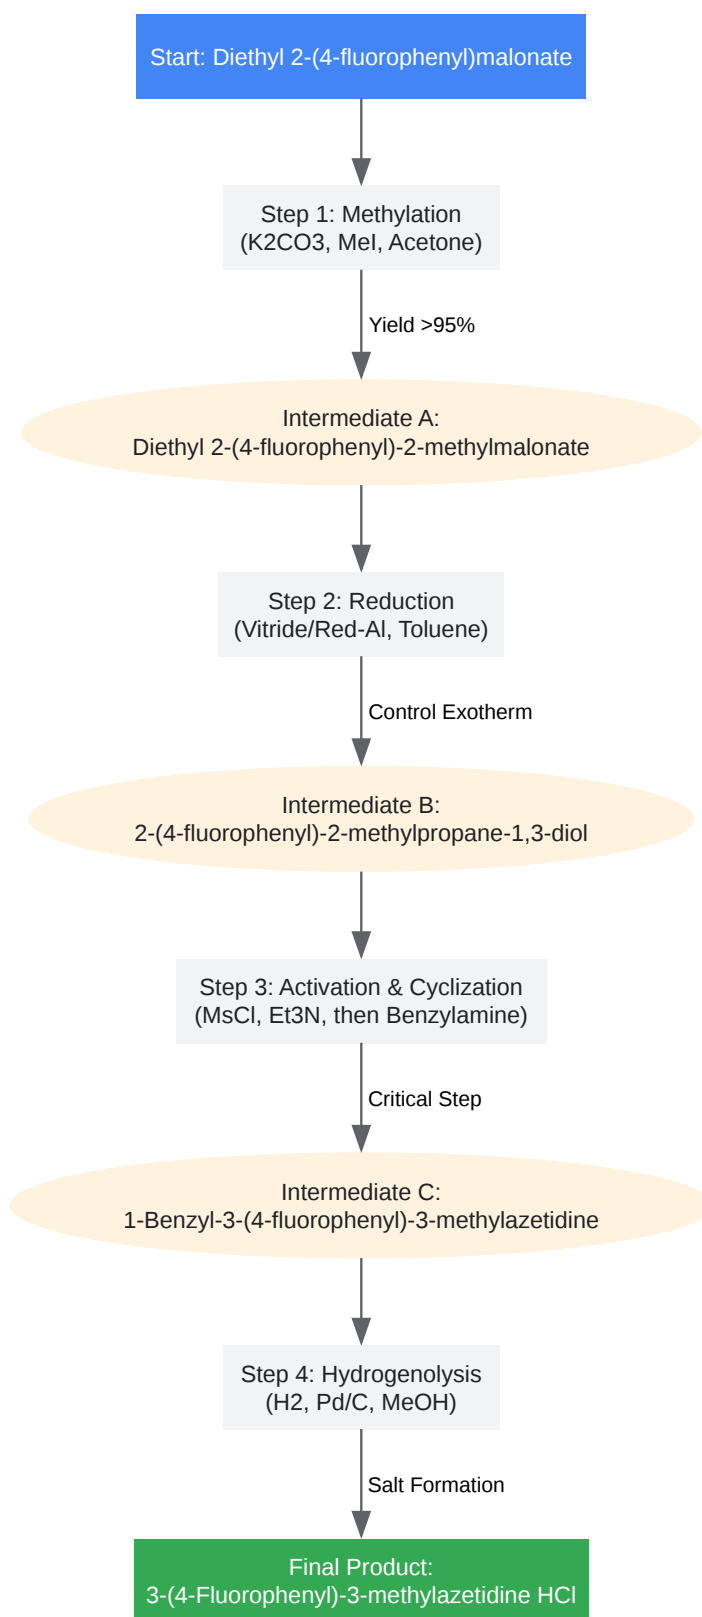 Start: Diethyl 2-(4-fluorophenyl)malonate
Step 1: Methylation
(K2CO3, MeI, Acetone)
Yield >95%
Intermediate A:
Diethyl 2-(4-fluorophenyl)-2-methylmalonate
Step 2: Reduction
(Vitride/Red-Al, Toluene)
Control Exotherm
Intermediate B:
2-(4-fluorophenyl)-2-methylpropane-1,3-diol
Step 3: Activation & Cyclization
(MsCl, Et3N, then Benzylamine)
Critical Step
Intermediate C:
1-Benzyl-3-(4-fluorophenyl)-3-methylazetidine
Step 4: Hydrogenolysis
(H2, Pd/C, MeOH)
Salt Formation
Final Product:
3-(4-Fluorophenyl)-3-methylazetidine HCl